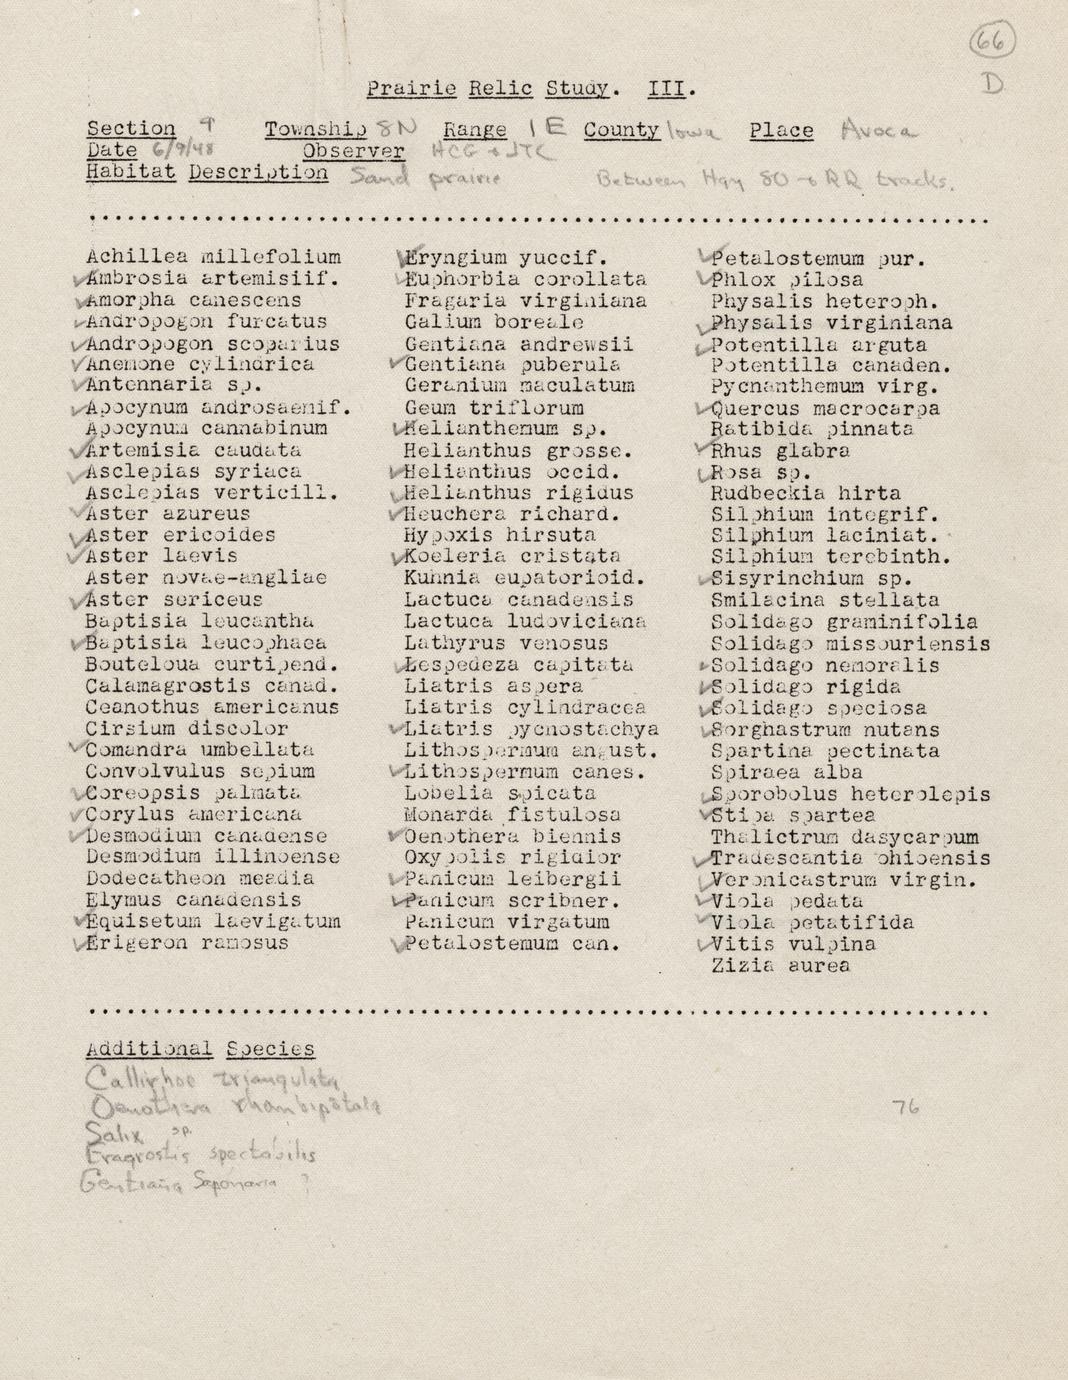 66
D
Prairie Relic Study. III.
Section 9 Township 8N Range 1E County Iowa Place Avoca
Date 6/9/48 Observer HCG + JTC
Habitat Description Sand prairie Between Hgy 80 + RR tracks.
Achillea millefolium
✓Ambrosia artemisiif.
✓Amorpha canescens
✓Andropogon furcatus
✓Andropogon scoparius
✓Anemone cylindrica
✓Antennaria sp.
✓Apocynum androsaenif.
Apocynum cannabinum
✓Artemisia caudata
✓Asclepias syriaca
Asclepias verticill.
✓Aster azureus
✓Aster ericoides
✓Aster laevis
Aster novae-angliae
✓Aster sericeus
Baptisia leucantha
✓Baptisia leucophaea
Bouteloua curtipend.
Calamagrostis canad.
Ceanothus americanus
Cirsium discolor
✓Comandra umbellata
Convolvulus sepium
✓Coreopsis palmata
✓Corylus americana
✓Desmodium canadense
Desmodium illinoense
Dodecatheon meadia
Elymus canadensis
✓Equisetum laevigatum
✓Erigeron ramosus
✓Eryngium yuccif.
✓Euphorbia corollata
Fragaria virginiana
Galium boreale
Gentiana andrewsii
✓Gentiana puberula
Geranium maculatum
Geum triflorum
✓Helianthemum sp.
Helianthus grosse.
✓Helianthus occid.
✓Helianthus rigidus
✓Heuchera richard.
Hypoxis hirsuta
✓Koeleria cristata
Kuhnia eupatorioid.
Lactuca canadensis
Lactuca ludoviciana
Lathyrus venosus
✓Lespedeza capitata
Liatris aspera
Liatris cylindracea
✓Liatris pycnostachya
Lithospermum angust.
✓Lithospermum canes.
Lobelia spicata
Monarda fistulosa
✓Oenothera biennis
Oxypolis rigidior
✓Panicum leibergii
✓Panicum scribner.
Panicum virgatum
✓Petalostemum can.
✓Petalostemum pur.
✓Phlox pilosa
Physalis heteroph.
✓Physalis virginiana
✓Potentilla arguta
Potentilla canaden.
Pycnanthemum virg.
✓Quercus macrocarpa
Ratibida pinnata
✓Rhus glabra
✓Rosa sp.
Rudbeckia hirta
Silphium integrif.
Silphium laciniat.
Silphium terebinth.
✓Sisyrinchium sp.
Smilacina stellata
Solidago graminifolia
Solidago missouriensis
✓Solidago nemoralis
✓Solidago rigida
✓Solidago speciosa
✓Sorghastrum nutans
Spartina pectinata
Spiraea alba
✓Sporobolus heterolepis
✓Stipa spartea
Thalictrum dasycarpum
✓Tradescantia ohioensis
✓Veronicastrum virgin.
✓Viola pedata
✓Viola petatifida
✓Vitis vulpina
Zizia aurea
Additional Species
Callirhoe triangulata
Oenothera rhombipetala
Salix sp.
Eragrostis spectabilis
Gentiana Saponaria ?
76